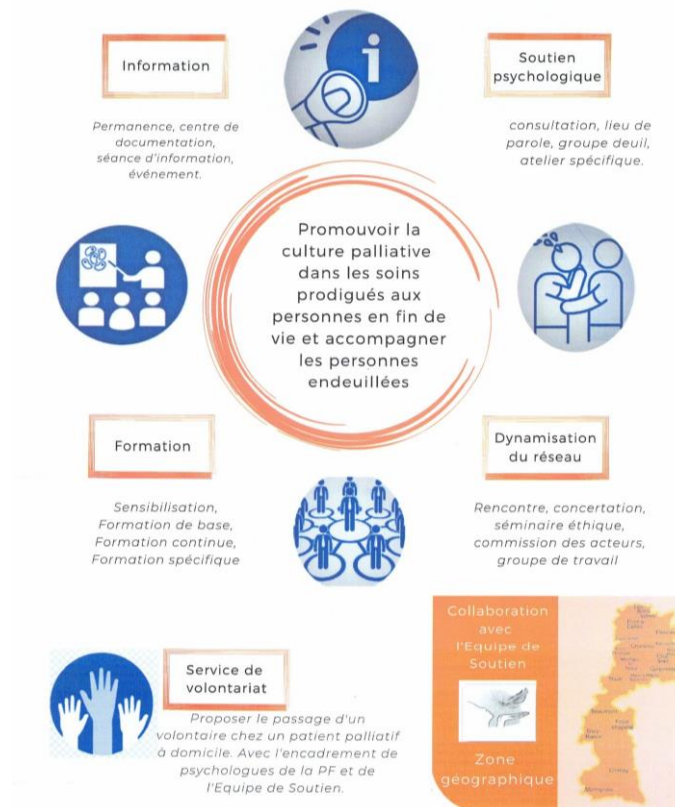 Information
Permanence, centre de
documentation,
séance d'information,
événement.
Soutien
psychologique
consultation, lieu de
parole, groupe deuil,
atelier spécifique.
Promouvoir la
culture palliative
dans les soins
prodigués aux
personnes en fin de
vie et accompagner
les personnes
endeuillées
Formation
Sensibilisation,
Formation de base,
Formation continue,
Formation spécifique
Dynamisation
du réseau
Rencontre, concertation,
séminaire éthique,
commission des acteurs,
groupe de travail
Service de
volontariat
Proposer le passage d'un
volontaire chez un patient palliatif
à domicile. Avec l'encadrement de
psychologues de la PF et de
l'Equipe de Soutien.
Collaboration
avec
l'Equipe de
Soutien
Zone
géographique
Beaumont
Chimay
Momignies